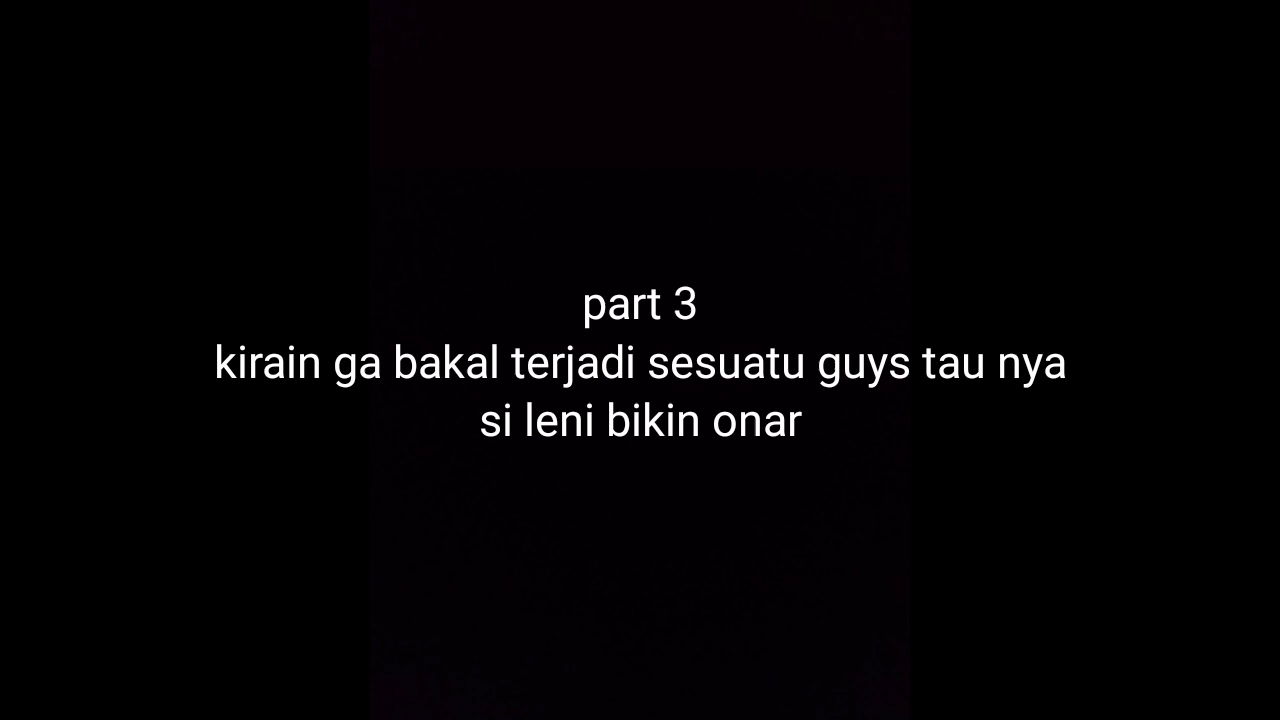 part 3
kirain ga bakal terjadi sesuatu guys tau nya
si leni bikin onar